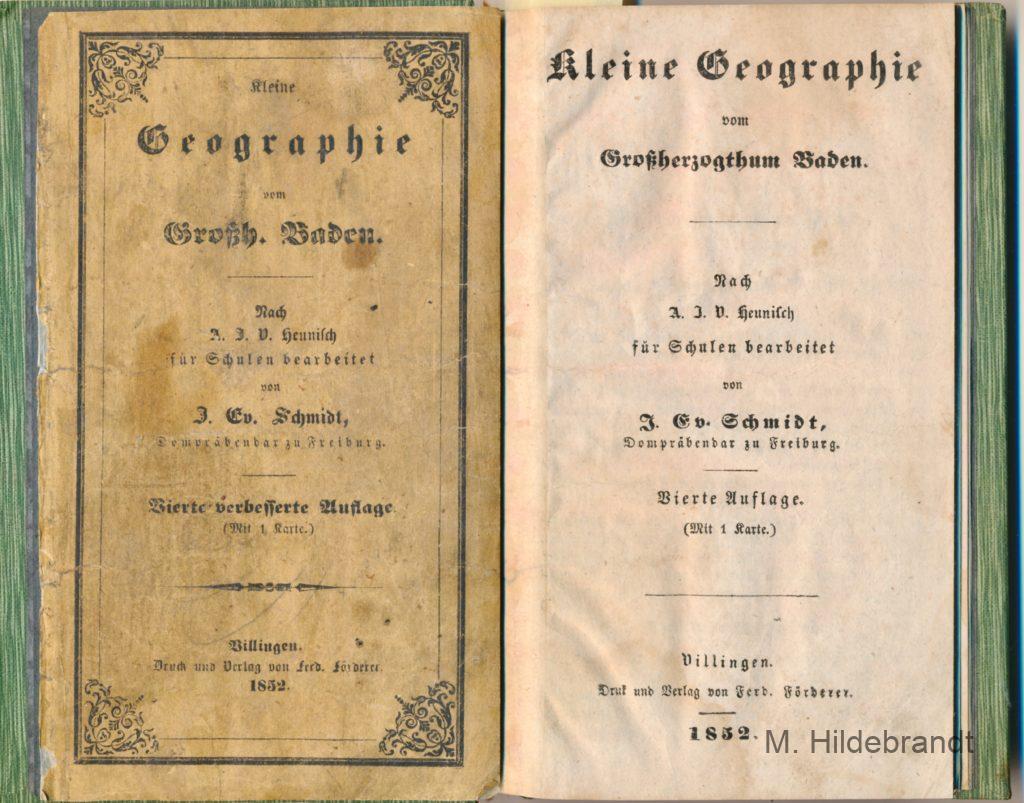 Kleine
Geographie
vom
Großh. Baden.
Nach
A. J. V. Heunisch
für Schulen bearbeitet
von
J. Ev. Schmidt,
Dompräbendar zu Freiburg.
Vierte verbesserte Auflage
(Mit 1 Karte.)
Villingen.
Druck und Verlag von Ferd. Förderer.
1852.
Kleine Geographie
vom
Großherzogthum Baden.
Nach
A. J. V. Heunisch
für Schulen bearbeitet
von
J. Ev. Schmidt,
Dompräbendar zu Freiburg.
Vierte Auflage.
(Mit 1 Karte.)
Villingen.
Druk und Verlag von Ferd. Förderer.
1852.
M. Hildebrandt